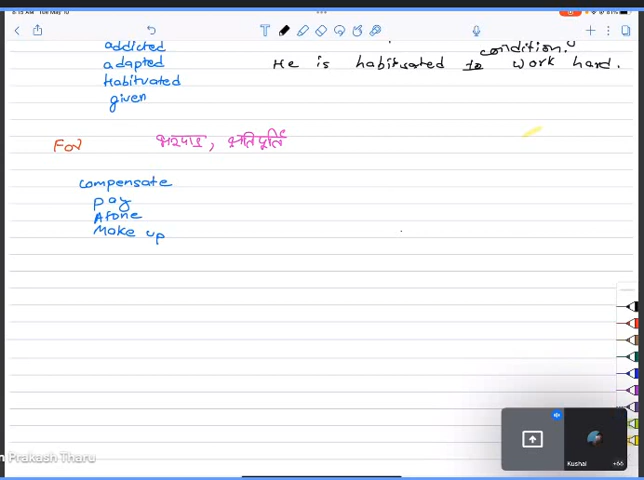 addicted
condition.
adapted
He is habituated to work hard.
Habituated
given
For
भरपाई, क्षतिपूर्ति
compensate
pay
Atone
Make up
Prakash Tharu
Kushal
+66